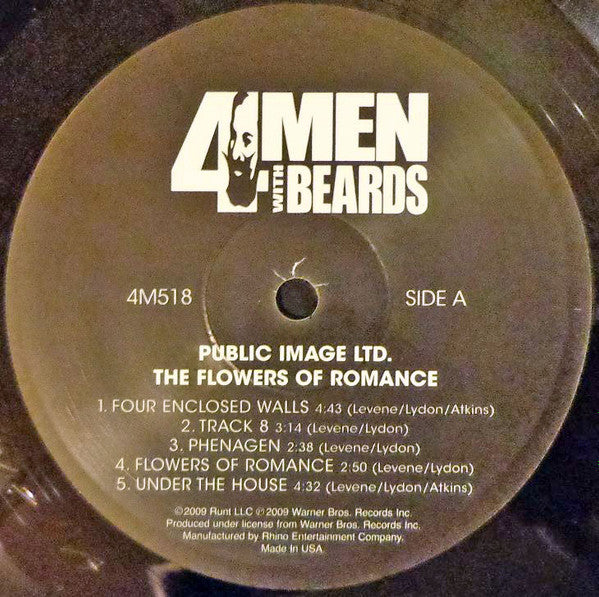 4 MEN
WITH BEARDS
4M518 SIDE A
PUBLIC IMAGE LTD.
THE FLOWERS OF ROMANCE
1. FOUR ENCLOSED WALLS 4:43 (Levene/Lydon/Atkins)
2. TRACK 8 3:14 (Levene/Lydon)
3. PHENAGEN 2:38 (Levene/Lydon)
4. FLOWERS OF ROMANCE 2:50 (Levene/Lydon)
5. UNDER THE HOUSE 4:32 (Levene/Lydon/Atkins)
©2009 Runt LLC ℗2009 Warner Bros. Records Inc.
Produced under license from Warner Bros. Records Inc.
Manufactured by Rhino Entertainment Company.
Made In USA